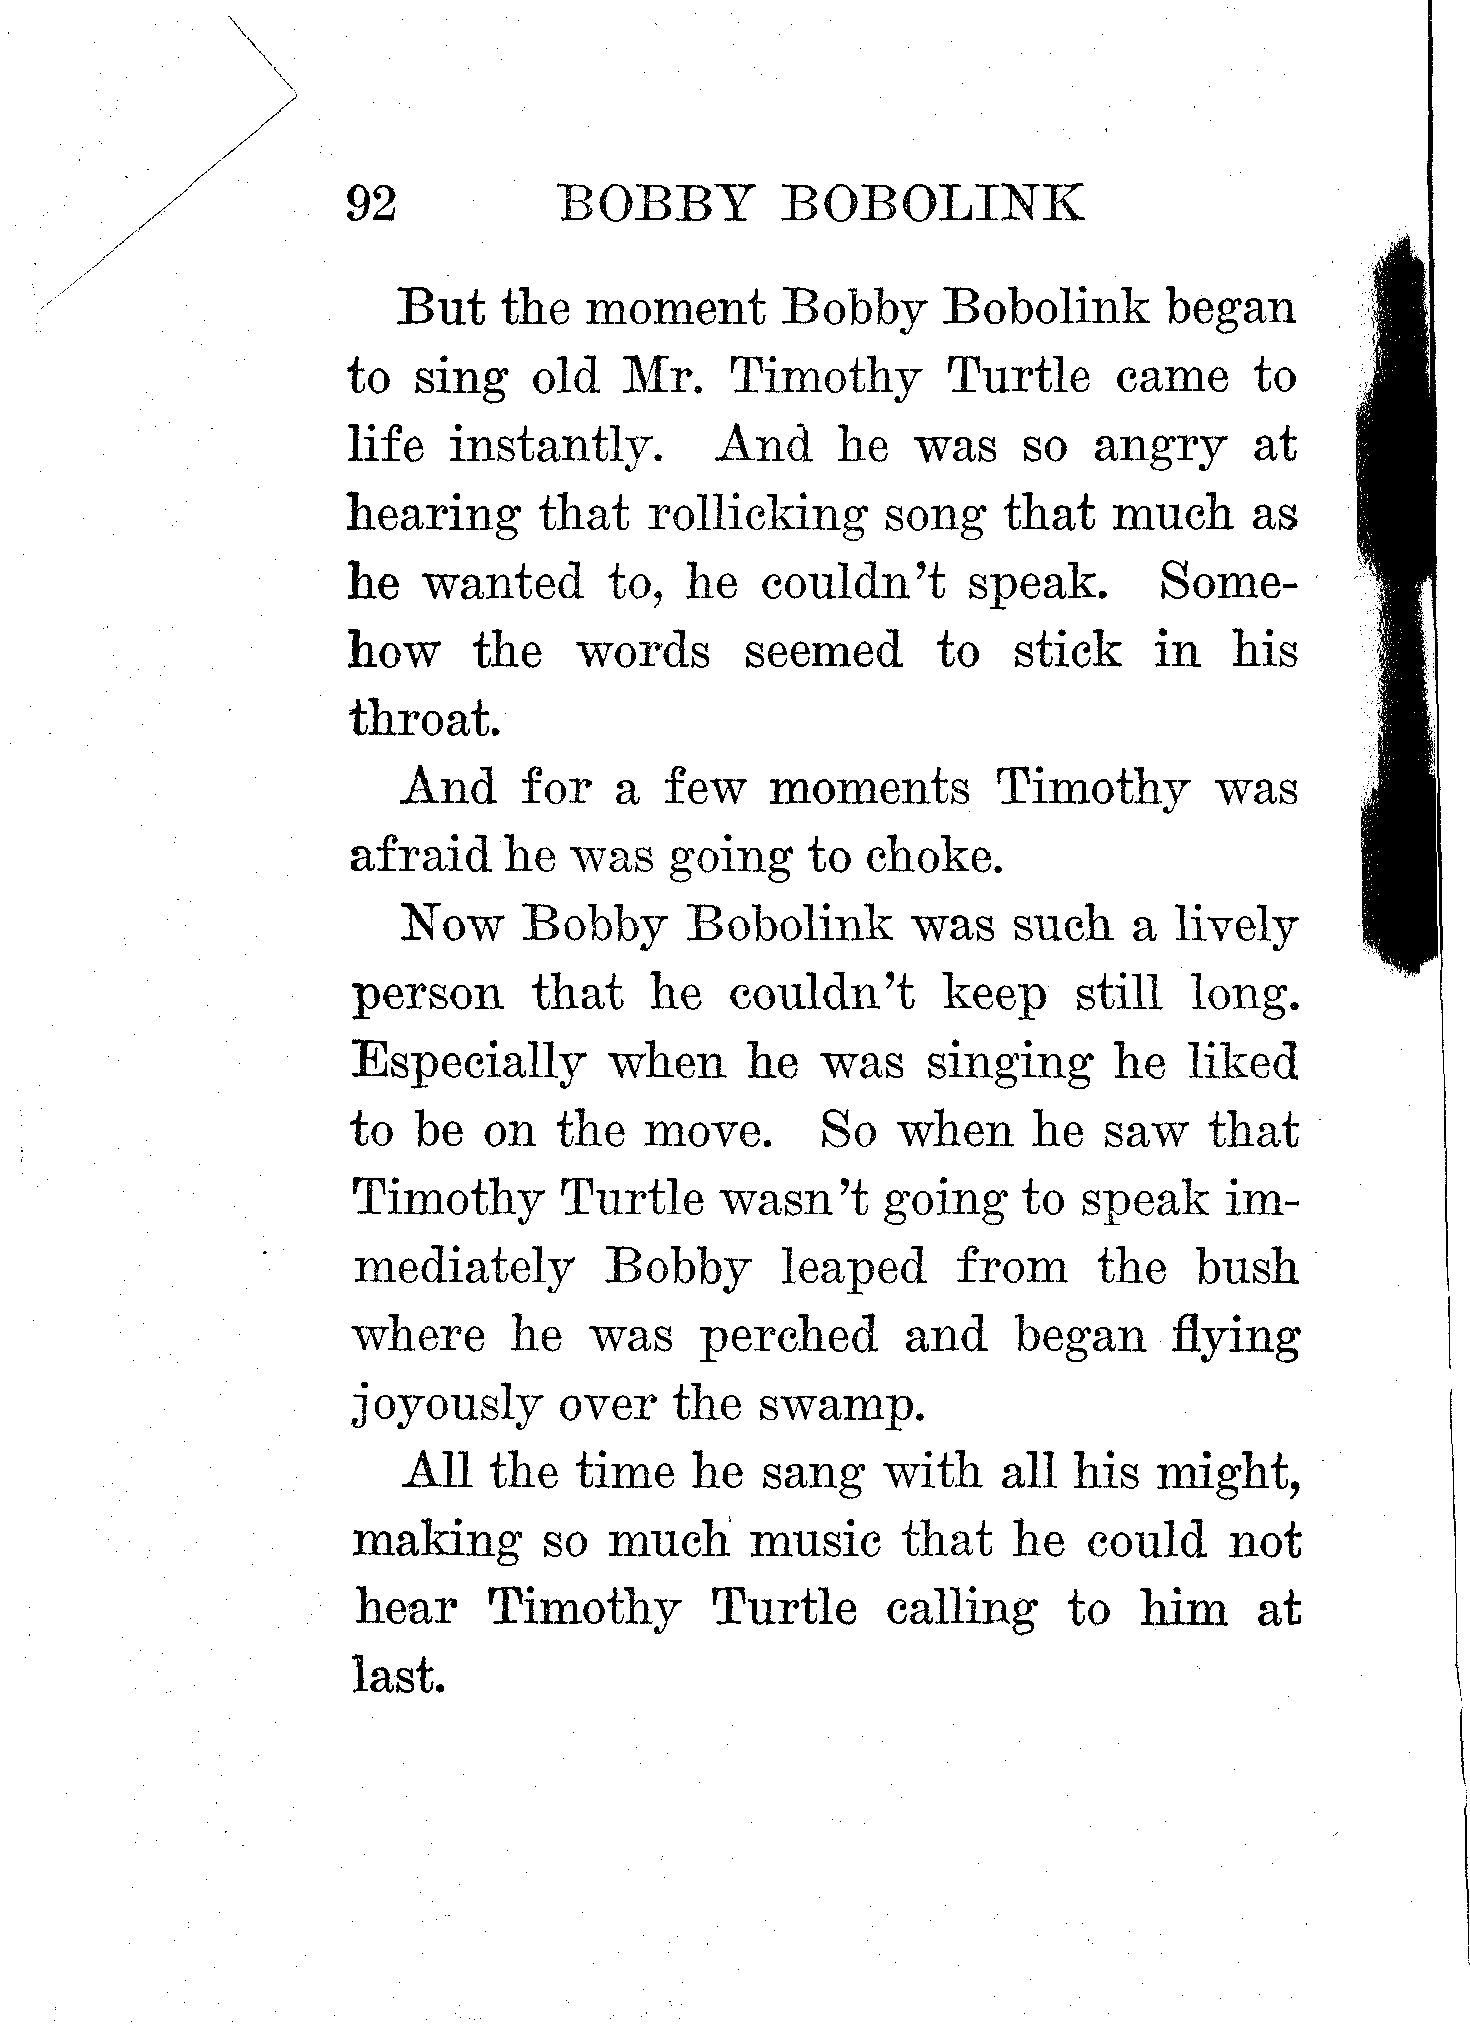 92 BOBBY BOBOLINK
But the moment Bobby Bobolink began
to sing old Mr. Timothy Turtle came to
life instantly. And he was so angry at
hearing that rollicking song that much as
he wanted to, he couldn't speak. Some-
how the words seemed to stick in his
throat.
And for a few moments Timothy was
afraid he was going to choke.
Now Bobby Bobolink was such a lively
person that he couldn't keep still long.
Especially when he was singing he liked
to be on the move. So when he saw that
Timothy Turtle wasn't going to speak im-
mediately Bobby leaped from the bush
where he was perched and began flying
joyously over the swamp.
All the time he sang with all his might,
making so much music that he could not
hear Timothy Turtle calling to him at
last.